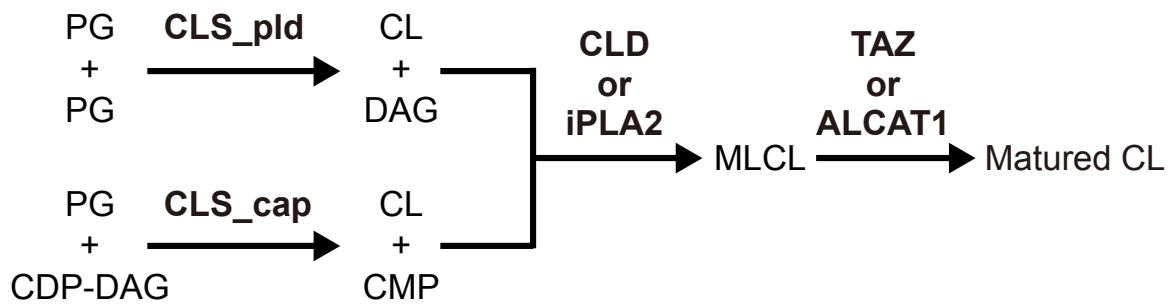 PG
+
PG
CLS_pld
CL
+
DAG
PG
+
CDP-DAG
CLS_cap
CL
+
CMP
CLD
or
iPLA2
MLCL
TAZ
or
ALCAT1
Matured CL